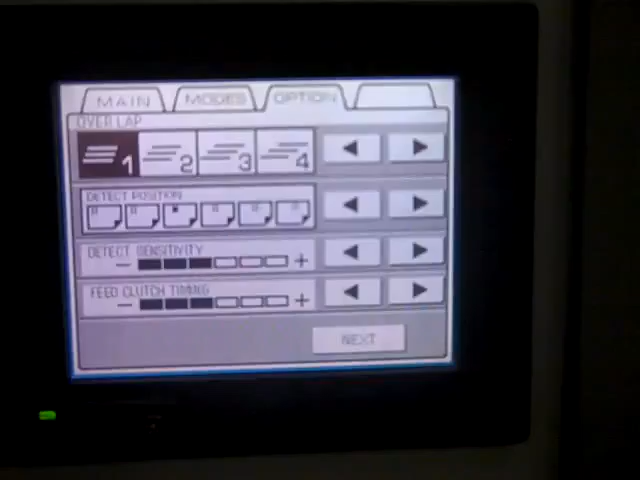 MAIN MODES OPTION
OVER LAP
1 2 3 4
DETECT POSITION
DETECT SENSITIVITY
− +
FEED CLUTCH TIMING
− +
NEXT